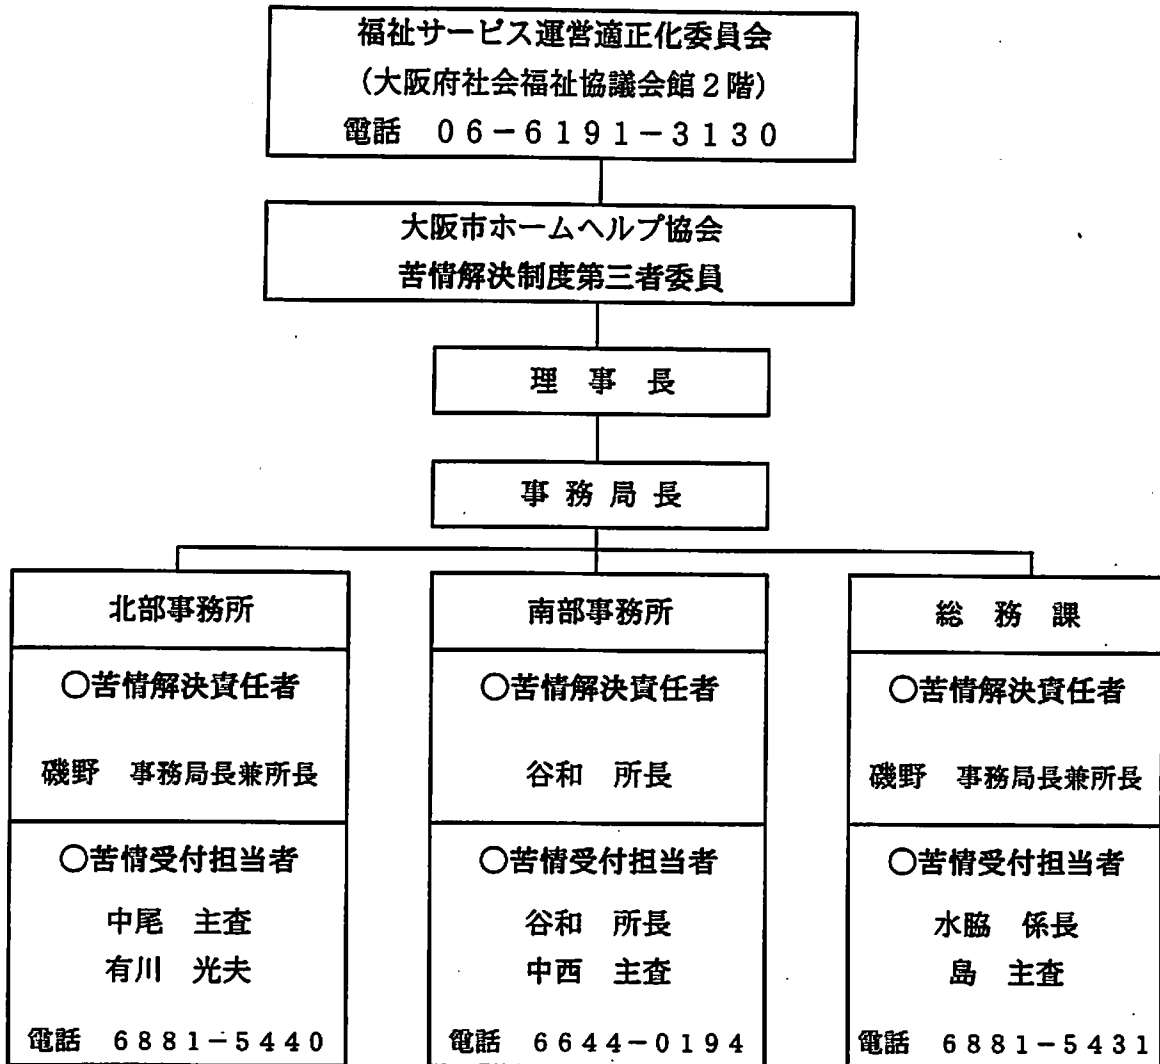 福祉サービス運営適正化委員会
（大阪府社会福祉協議会館２階）
電話　０６－６１９１－３１３０
大阪市ホームヘルプ協会
苦情解決制度第三者委員
理　事　長
事 務 局 長
北部事務所
○苦情解決責任者
磯野　事務局長兼所長
○苦情受付担当者
中尾　主査
有川　光夫
電話　６８８１－５４４０
南部事務所
○苦情解決責任者
谷和　所長
○苦情受付担当者
谷和　所長
中西　主査
電話　６６４４－０１９４
総　務　課
○苦情解決責任者
磯野　事務局長兼所長
○苦情受付担当者
水脇　係長
島　主査
電話　６８８１－５４３１